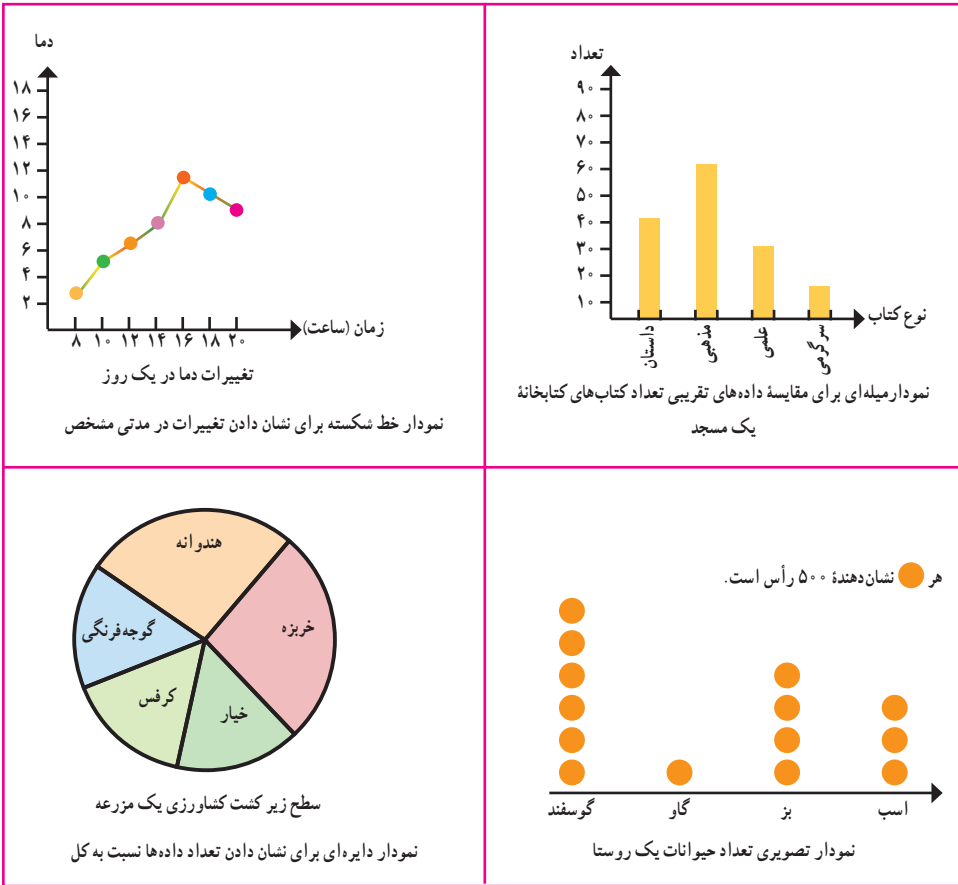 تعداد
۹۰
۸۰
۷۰
۶۰
۵۰
۴۰
۳۰
۲۰
۱۰
داستان
مذهبی
علمی
سرگرمی
نوع کتاب
نمودارمیله‌ای برای مقایسهٔ داده‌های تقریبی تعداد کتاب‌های کتابخانهٔ
یک مسجد
دما
۱۸
۱۶
۱۴
۱۲
۱۰
۸
۶
۴
۲
۸ ۱۰ ۱۲ ۱۴ ۱۶ ۱۸ ۲۰
زمان (ساعت)
تغییرات دما در یک روز
نمودار خط شکسته برای نشان دادن تغییرات در مدتی مشخص
هر نشان‌دهندهٔ ۵۰۰ رأس است.
اسب
بز
گاو
گوسفند
نمودار تصویری تعداد حیوانات یک روستا
هندوانه
خربزه
گوجه‌فرنگی
کرفس
خیار
سطح زیر کشت کشاورزی یک مزرعه
نمودار دایره‌ای برای نشان دادن تعداد داده‌ها نسبت به کل